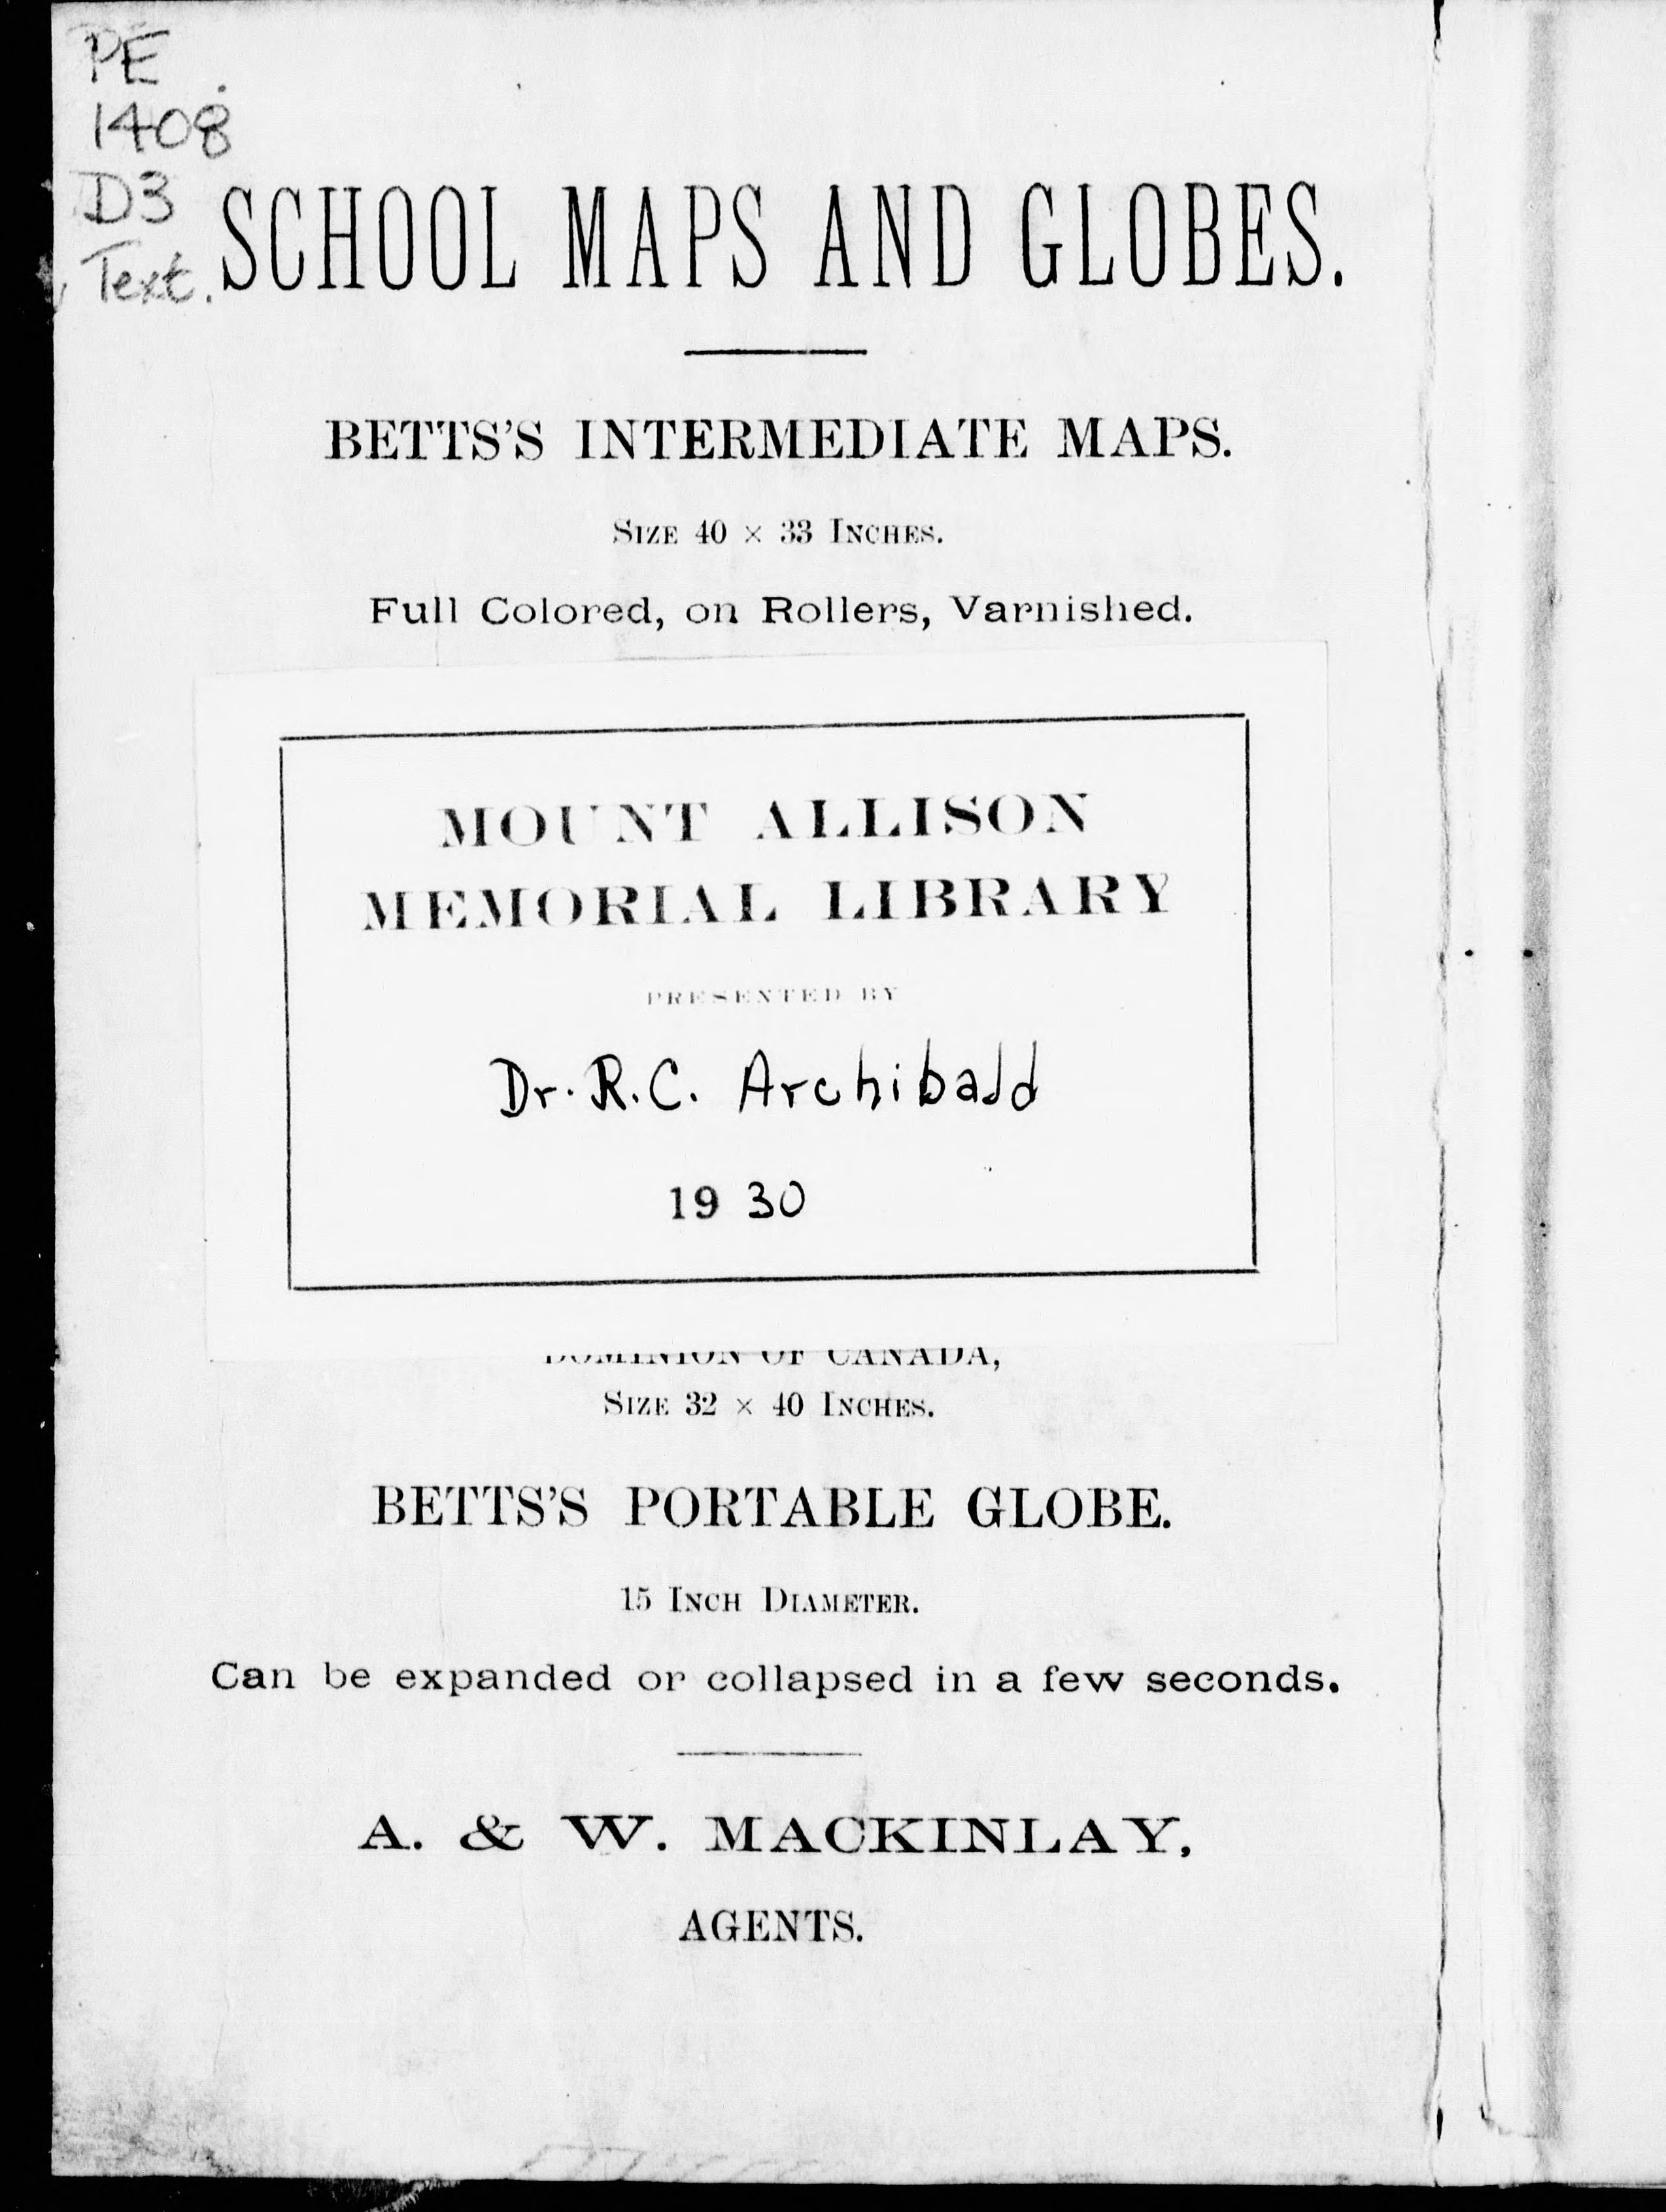 PE
1408
D3
Text.
SCHOOL MAPS AND GLOBES.
BETTS'S INTERMEDIATE MAPS.
SIZE 40 × 33 INCHES.
Full Colored, on Rollers, Varnished.
MOUNT ALLISON
MEMORIAL LIBRARY
PRESENTED BY
Dr. R.C. Archibald
1930
DOMINION OF CANADA,
SIZE 32 × 40 INCHES.
BETTS'S PORTABLE GLOBE.
15 INCH DIAMETER.
Can be expanded or collapsed in a few seconds.
A. & W. MACKINLAY,
AGENTS.